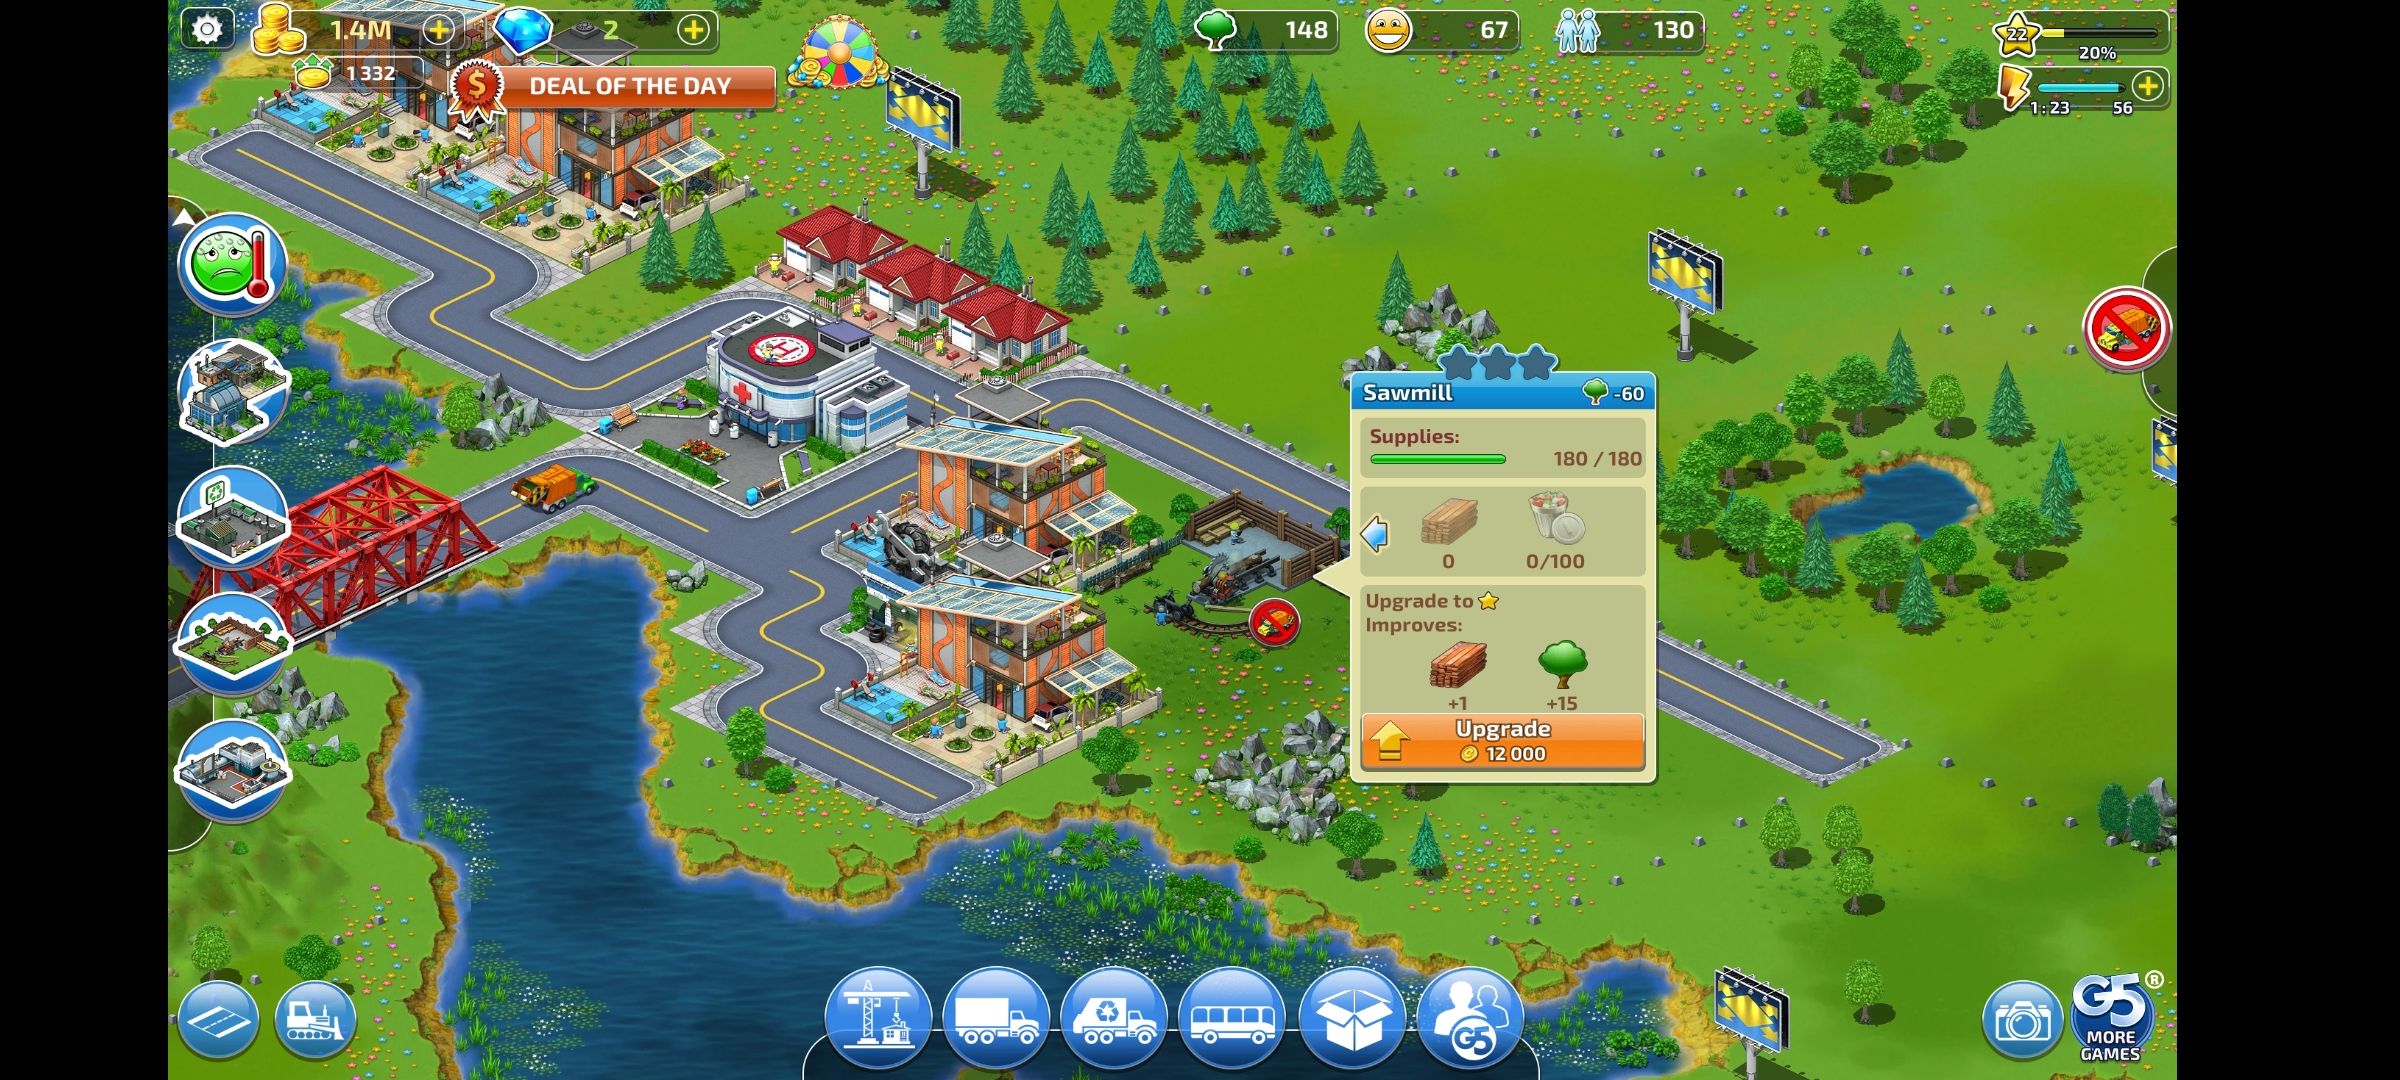 1.4M
2
148
67
130
22
20%
1 332
DEAL OF THE DAY
1:23
56
H
Sawmill
-60
Supplies:
180 / 180
0
0/100
Upgrade to
Improves:
+1
+15
Upgrade
12 000
G5
G5®
MORE
GAMES